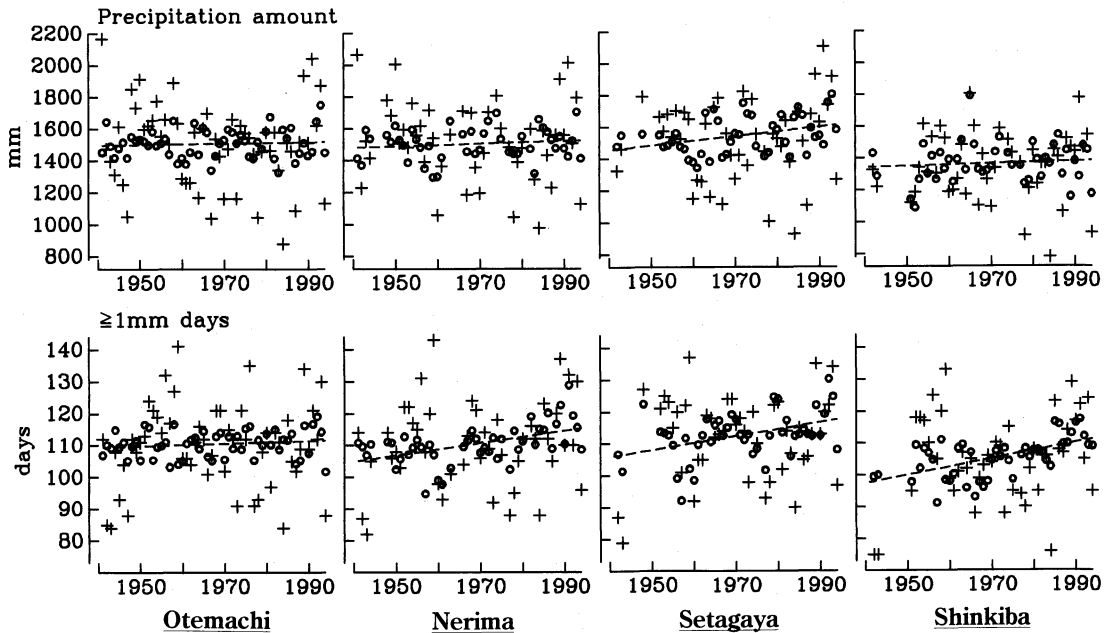 Precipitation amount
2200
2000
1800
1600
1400
1200
1000
800
mm
1950 1970 1990 1950 1970 1990 1950 1970 1990 1950 1970 1990
≧1mm days
140
130
120
110
100
90
80
days
1950 1970 1990 1950 1970 1990 1950 1970 1990 1950 1970 1990
Otemachi Nerima Setagaya Shinkiba